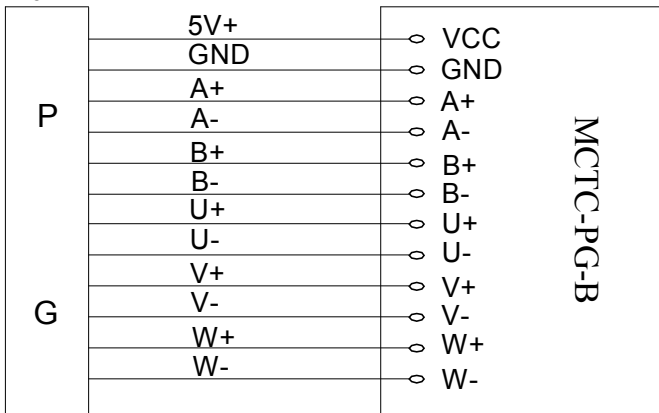 5V+ VCC
GND GND
A+ A+
P
A- A-
B+ B+
B- B-
U+ U+
U- U-
V+ V+
G
V- V-
W+ W+
W- W-
MCTC-PG-B